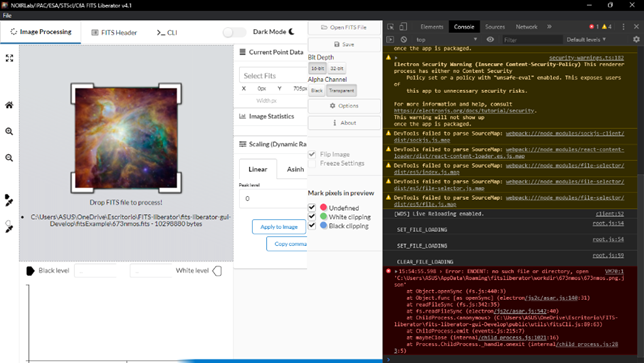 NOIRLab/IPAC/ESA/STScI/CfA FITS Liberator v4.1
File
Image Processing
FITS Header
>_ CLI
Dark Mode
Current Point Data
Select Fits
X 0px Y 705px
Width px
Image Statistics
Scaling (Dynamic Ra
Linear
Asinh
Peak level
0
Apply to Image
Copy comma
Drop FITS file to process!
C:\Users\ASUS\OneDrive\Escritorio\FITS-liberator\fits-liberator-gui-
Develop\fitsExample\673nmos.fits - 10298880 bytes
Black level
White level
Open FITS File
Save
Bit Depth
16-bit 32-bit
Alpha Channel
Black Transparent
Options
About
Flip Image
Freeze Settings
Mark pixels in preview
Undefined
White clipping
Black clipping
Elements Console Sources Network
1 4
top
Filter
Default levels
once the app is packaged.
security-warnings.ts:182
Electron Security Warning (Insecure Content-Security-Policy) This renderer
process has either no Content Security
Policy set or a policy with "unsafe-eval" enabled. This exposes users
of
this app to unnecessary security risks.
For more information and help, consult
https://electronjs.org/docs/tutorial/security.
This warning will not show up
once the app is packaged.
DevTools failed to parse SourceMap: webpack:///node_modules/sockjs-client/
dist/sockjs.js.map
DevTools failed to parse SourceMap: webpack:///node_modules/react-content-
loader/dist/react-content-loader.es.js.map
DevTools failed to parse SourceMap: webpack:///node_modules/file-selector/
dist/es5/index.js.map
DevTools failed to parse SourceMap: webpack:///node_modules/file-selector/
dist/es5/file-selector.js.map
DevTools failed to parse SourceMap: webpack:///node_modules/file-selector/
dist/es5/file.js.map
[WDS] Live Reloading enabled.
client:52
root.js:54
SET_FILE_LOADING
root.js:54
SET_FILE_LOADING
root.js:59
CLEAR_FILE_LOADING
15:54:55.598 › Error: ENOENT: no such file or directory, open
VM70:1
'C:\Users\ASUS\AppData\Roaming\fitsliberator\workdir\673nmos\673nmos.png.j
son'
at Object.openSync (fs.js:440:3)
at Object.func [as openSync] (electron/js2c/asar.js:140:31)
at readFileSync (fs.js:342:35)
at fs.readFileSync (electron/js2c/asar.js:542:40)
at ChildProcess.<anonymous> (C:\Users\ASUS\OneDrive\Escritorio\FITS-
liberator\fits-liberator-gui-Develop\public\utils\fitsCli.js:89:62)
at ChildProcess.emit (events.js:215:7)
at maybeClose (internal/child_process.js:1021:16)
at Process.ChildProcess._handle.onexit (internal/child_process.js:28
3:5)